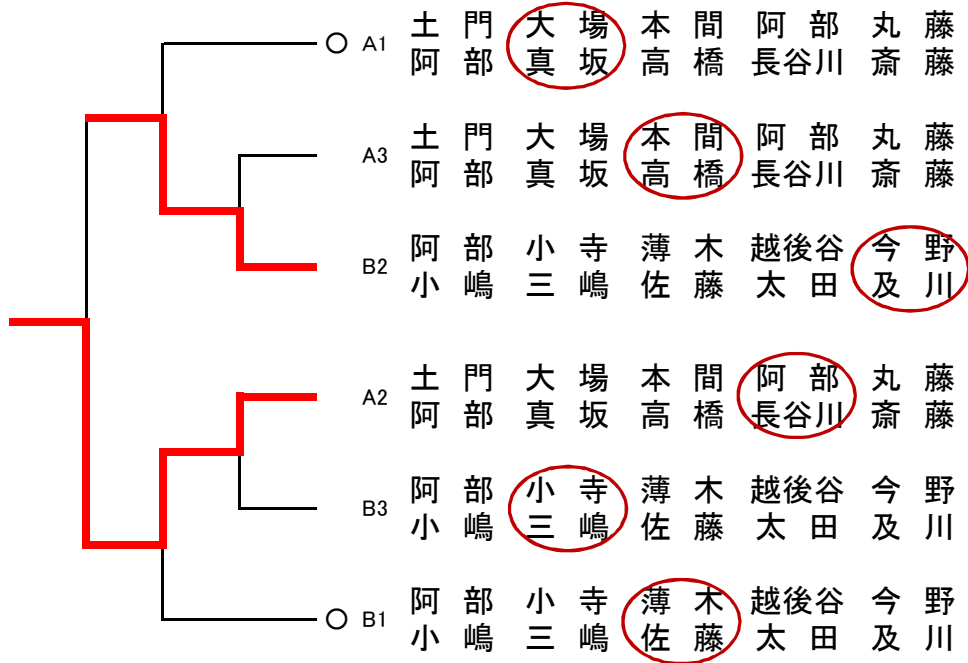 ○ A1 土門 大場 本間 阿部 丸藤
阿部 真坂 高橋 長谷川 斎藤
A3 土門 大場 本間 阿部 丸藤
阿部 真坂 高橋 長谷川 斎藤
B2 阿部 小寺 薄木 越後谷 今野
小嶋 三嶋 佐藤 太田 及川
A2 土門 大場 本間 阿部 丸藤
阿部 真坂 高橋 長谷川 斎藤
B3 阿部 小寺 薄木 越後谷 今野
小嶋 三嶋 佐藤 太田 及川
○ B1 阿部 小寺 薄木 越後谷 今野
小嶋 三嶋 佐藤 太田 及川